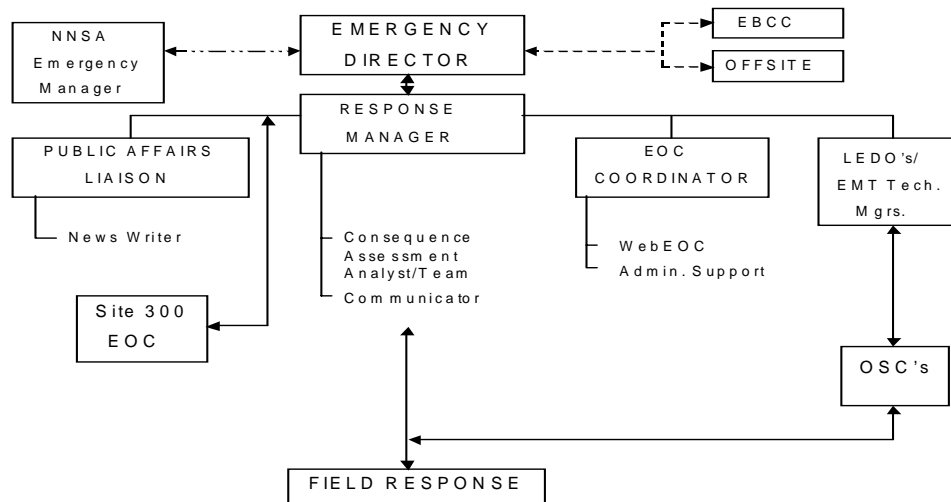 NNSA
Emergency
Manager
EMERGENCY
DIRECTOR
EBCC
OFFSITE
RESPONSE
MANAGER
PUBLIC AFFAIRS
LIAISON
EOC
COORDINATOR
LEDO's/
EMT Tech.
Mgrs.
News Writer
Consequence
Assessment
Analyst/Team
Communicator
WebEOC
Admin. Support
Site 300
EOC
OSC's
FIELD RESPONSE